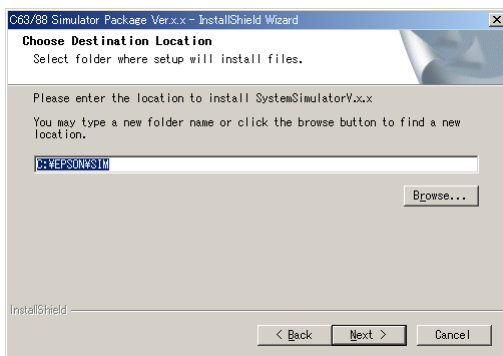 C63/88 Simulator Package Ver.x.x - InstallShield Wizard
Choose Destination Location
Select folder where setup will install files.
Please enter the location to install SystemSimulatorV.x.x
You may type a new folder name or click the browse button to find a new
location.
C:¥EPSON¥SIM
Browse...
InstallShield
< Back
Next >
Cancel